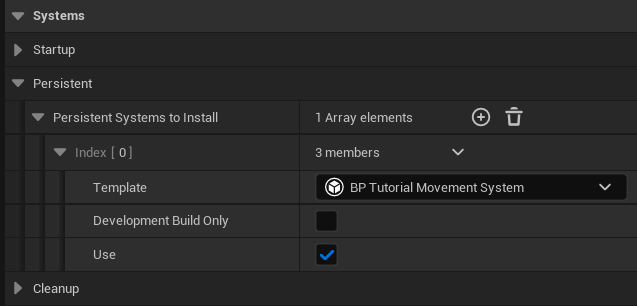 Systems
Startup
Persistent
Persistent Systems to Install 1 Array elements
Index [ 0 ] 3 members
Template BP Tutorial Movement System
Development Build Only
Use
Cleanup